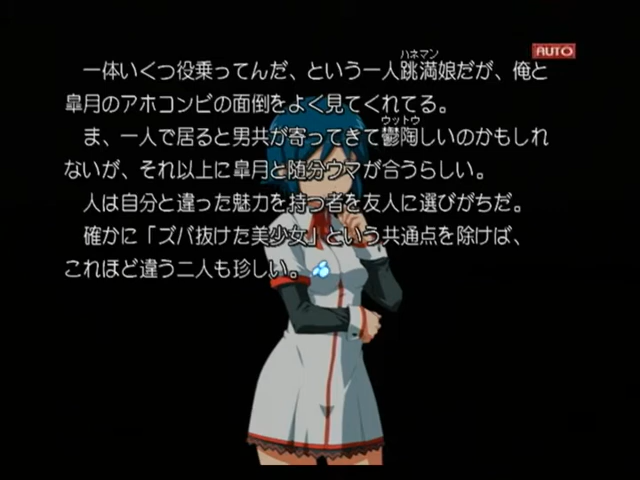 AUTO
ハネマン
一体いくつ役乗ってんだ、という一人跳満娘だが、俺と
皐月のアホコンビの面倒をよく見てくれてる。
ウットウ
ま、一人で居ると男共が寄ってきて鬱陶しいのかもしれ
ないが、それ以上に皐月と随分ウマが合うらしい。
人は自分と違った魅力を持つ者を友人に選びがちだ。
確かに「ズバ抜けた美少女」という共通点を除けば、
これほど違う二人も珍しい。